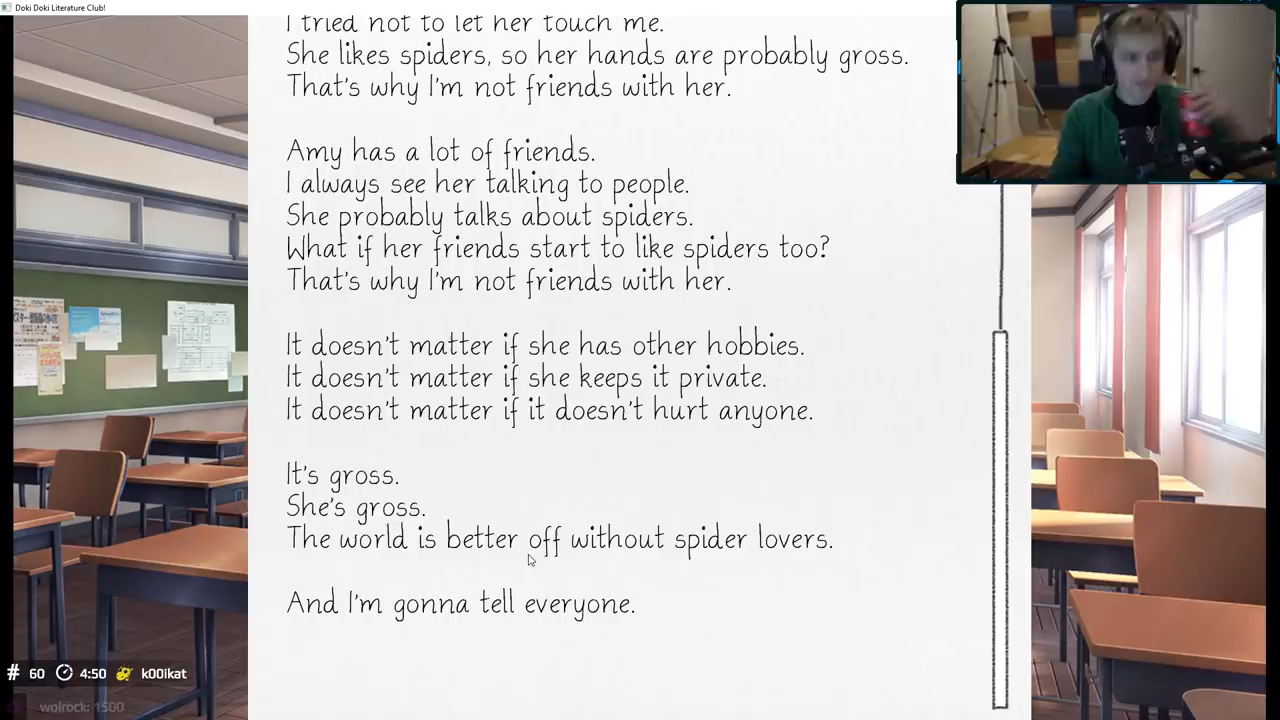 Doki Doki Literature Club!
I tried not to let her touch me.
She likes spiders, so her hands are probably gross.
That's why I'm not friends with her.
Amy has a lot of friends.
I always see her talking to people.
She probably talks about spiders.
What if her friends start to like spiders too?
That's why I'm not friends with her.
It doesn't matter if she has other hobbies.
It doesn't matter if she keeps it private.
It doesn't matter if it doesn't hurt anyone.
It's gross.
She's gross.
The world is better off without spider lovers.
And I'm gonna tell everyone.
# 60 4:50 k00ikat
wolrock: 1500